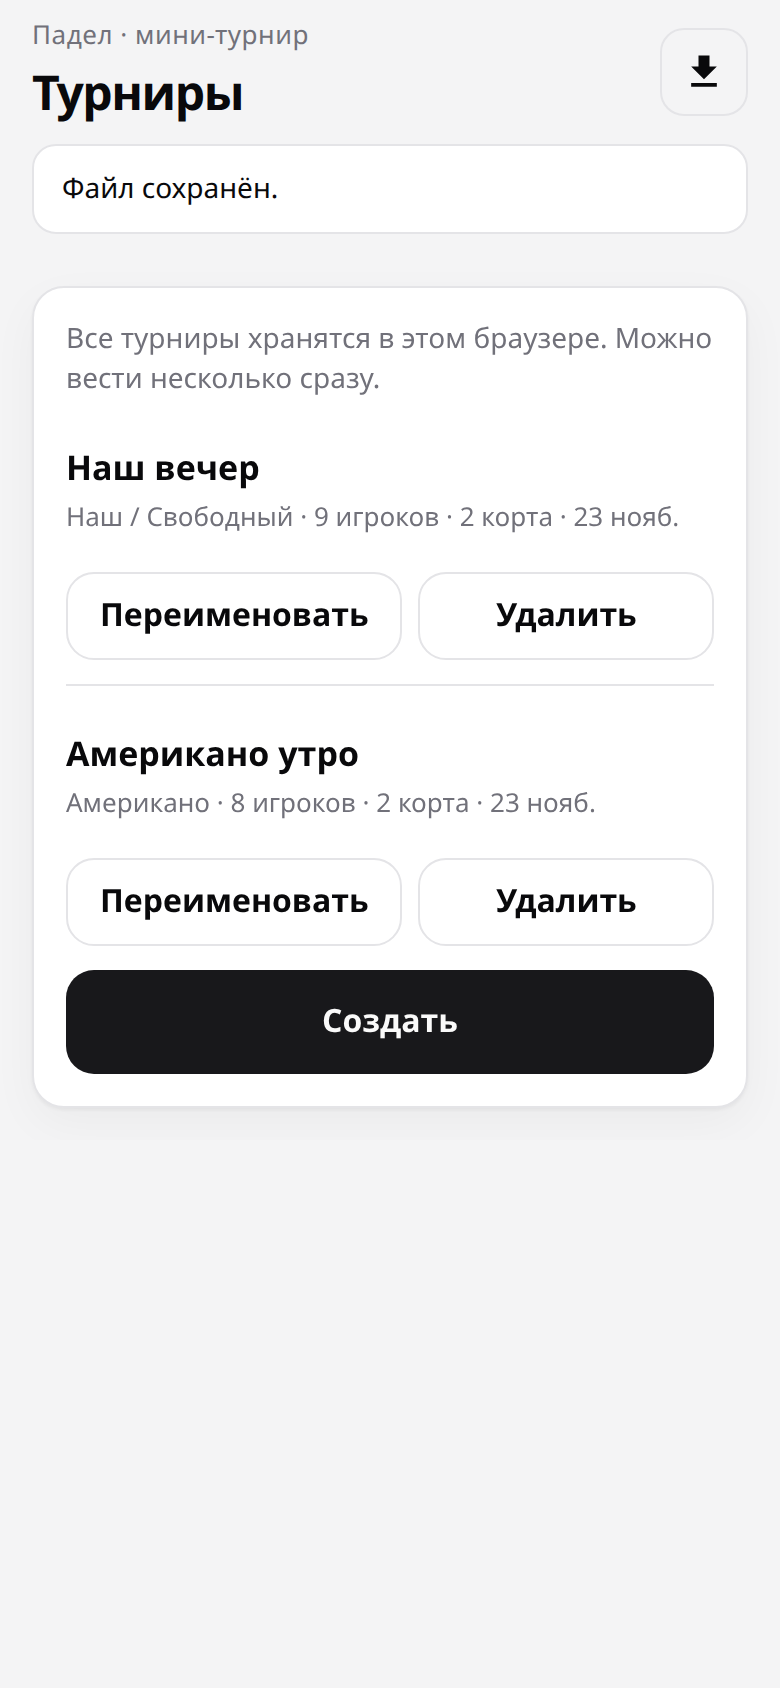 Падел · мини-турнир
Турниры
Файл сохранён.
Все турниры хранятся в этом браузере. Можно
вести несколько сразу.
Наш вечер
Наш / Свободный · 9 игроков · 2 корта · 23 нояб.
Переименовать
Удалить
Американо утро
Американо · 8 игроков · 2 корта · 23 нояб.
Переименовать
Удалить
Создать